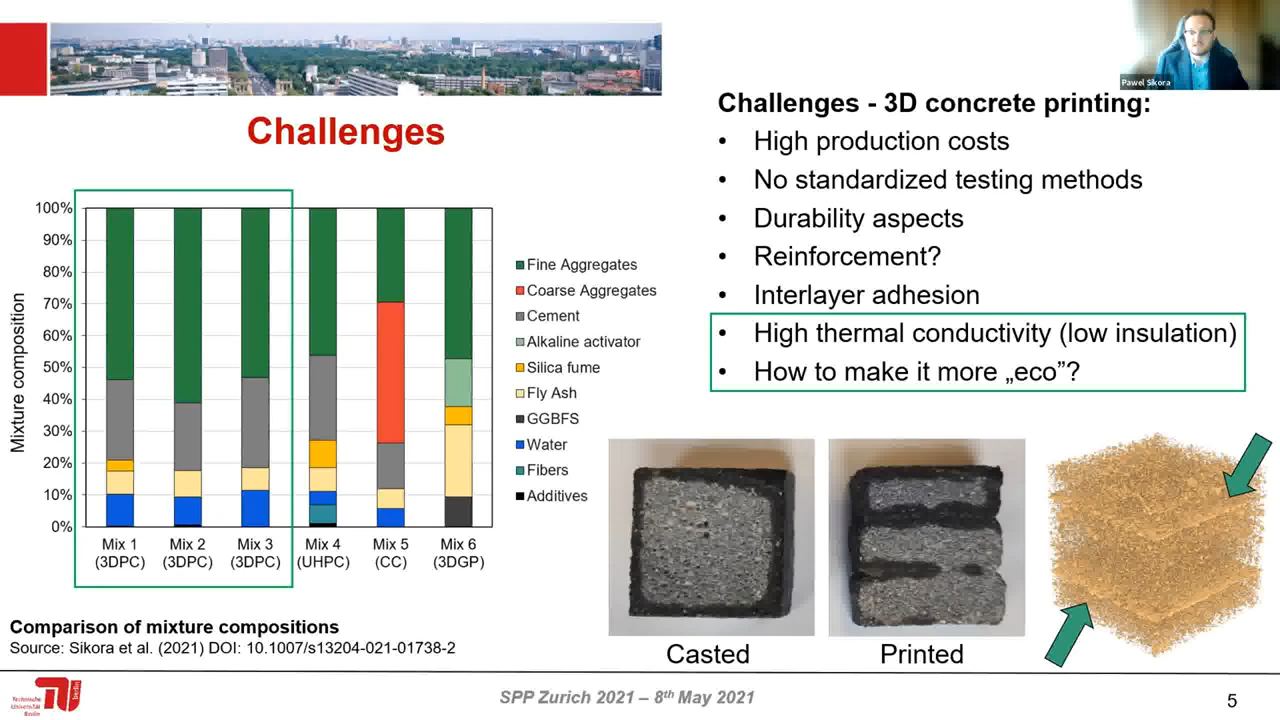 Pawel Sikora
Challenges
Challenges - 3D concrete printing:
• High production costs
• No standardized testing methods
• Durability aspects
• Reinforcement?
• Interlayer adhesion
• High thermal conductivity (low insulation)
• How to make it more „eco”?
Mixture composition
100%
90%
80%
70%
60%
50%
40%
30%
20%
10%
0%
Mix 1 Mix 2 Mix 3 Mix 4 Mix 5 Mix 6
(3DPC) (3DPC) (3DPC) (UHPC) (CC) (3DGP)
Fine Aggregates
Coarse Aggregates
Cement
Alkaline activator
Silica fume
Fly Ash
GGBFS
Water
Fibers
Additives
Casted
Printed
Comparison of mixture compositions
Source: Sikora et al. (2021) DOI: 10.1007/s13204-021-01738-2
Technische
Universität
Berlin
berlin
SPP Zurich 2021 – 8th May 2021
5